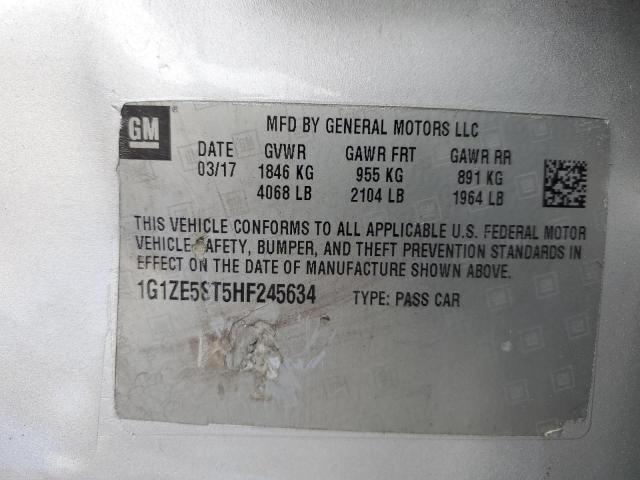 GM
MFD BY GENERAL MOTORS LLC
DATE GVWR GAWR FRT GAWR RR
03/17 1846 KG 955 KG 891 KG
4068 LB 2104 LB 1964 LB
THIS VEHICLE CONFORMS TO ALL APPLICABLE U.S. FEDERAL MOTOR
VEHICLE SAFETY, BUMPER, AND THEFT PREVENTION STANDARDS IN
EFFECT ON THE DATE OF MANUFACTURE SHOWN ABOVE.
1G1ZE5ST5HF245634 TYPE: PASS CAR